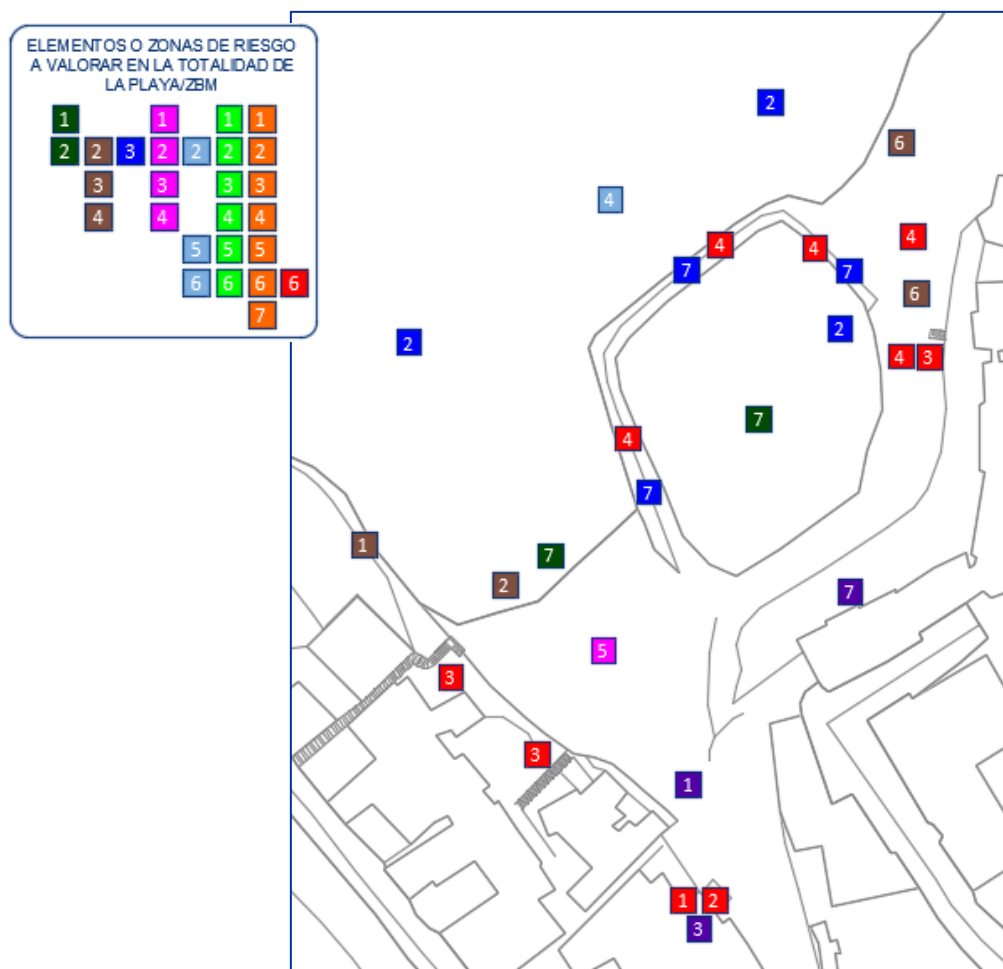 ELEMENTOS O ZONAS DE RIESGO
A VALORAR EN LA TOTALIDAD DE
LA PLAYA/ZBM
1 1 1 1
2 2 3 2 2 2 2
3 3 3 3
4 4 4 4
5 5 5
6 6 6 6
7
2
6
4
4
4 4
7 7
6
2
2
4 3
7
4
7
1
7
2
7
5
3
3
1
1 2
3